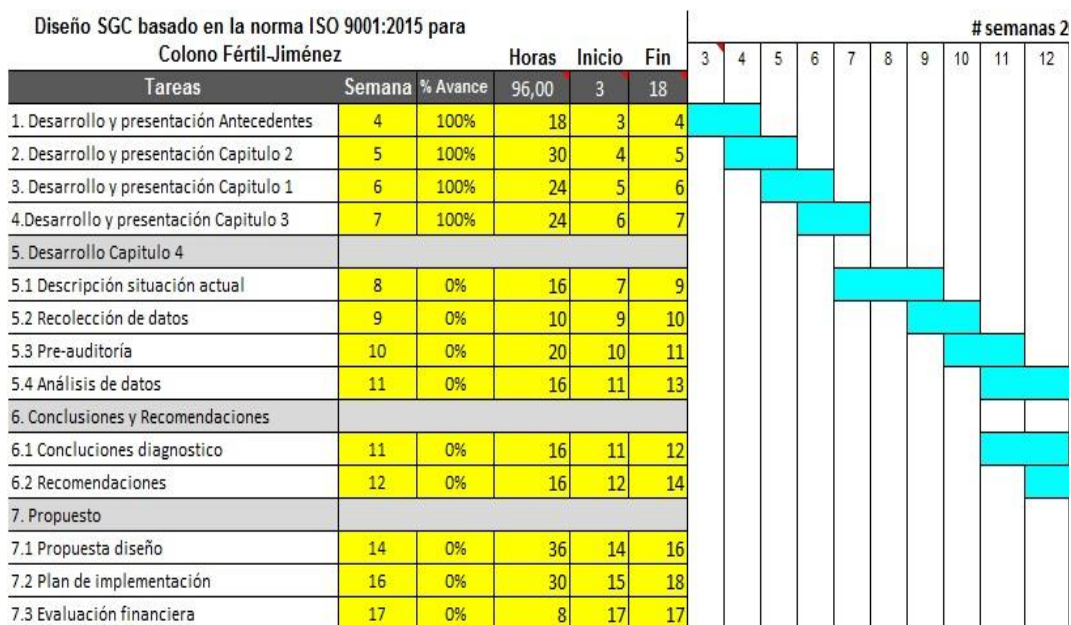 Diseño SGC basado en la norma ISO 9001:2015 para
Colono Fértil-Jiménez Horas Inicio Fin
# semanas 2
3 4 5 6 7 8 9 10 11 12
Tareas Semana % Avance 96,00 3 18
1. Desarrollo y presentación Antecedentes 4 100% 18 3 4
2. Desarrollo y presentación Capitulo 2 5 100% 30 4 5
3. Desarrollo y presentación Capitulo 1 6 100% 24 5 6
4.Desarrollo y presentación Capitulo 3 7 100% 24 6 7
5. Desarrollo Capitulo 4
5.1 Descripción situación actual 8 0% 16 7 9
5.2 Recolección de datos 9 0% 10 9 10
5.3 Pre-auditoría 10 0% 20 10 11
5.4 Análisis de datos 11 0% 16 11 13
6. Conclusiones y Recomendaciones
6.1 Concluciones diagnostico 11 0% 16 11 12
6.2 Recomendaciones 12 0% 16 12 14
7. Propuesto
7.1 Propuesta diseño 14 0% 36 14 16
7.2 Plan de implementación 16 0% 30 15 18
7.3 Evaluación financiera 17 0% 8 17 17